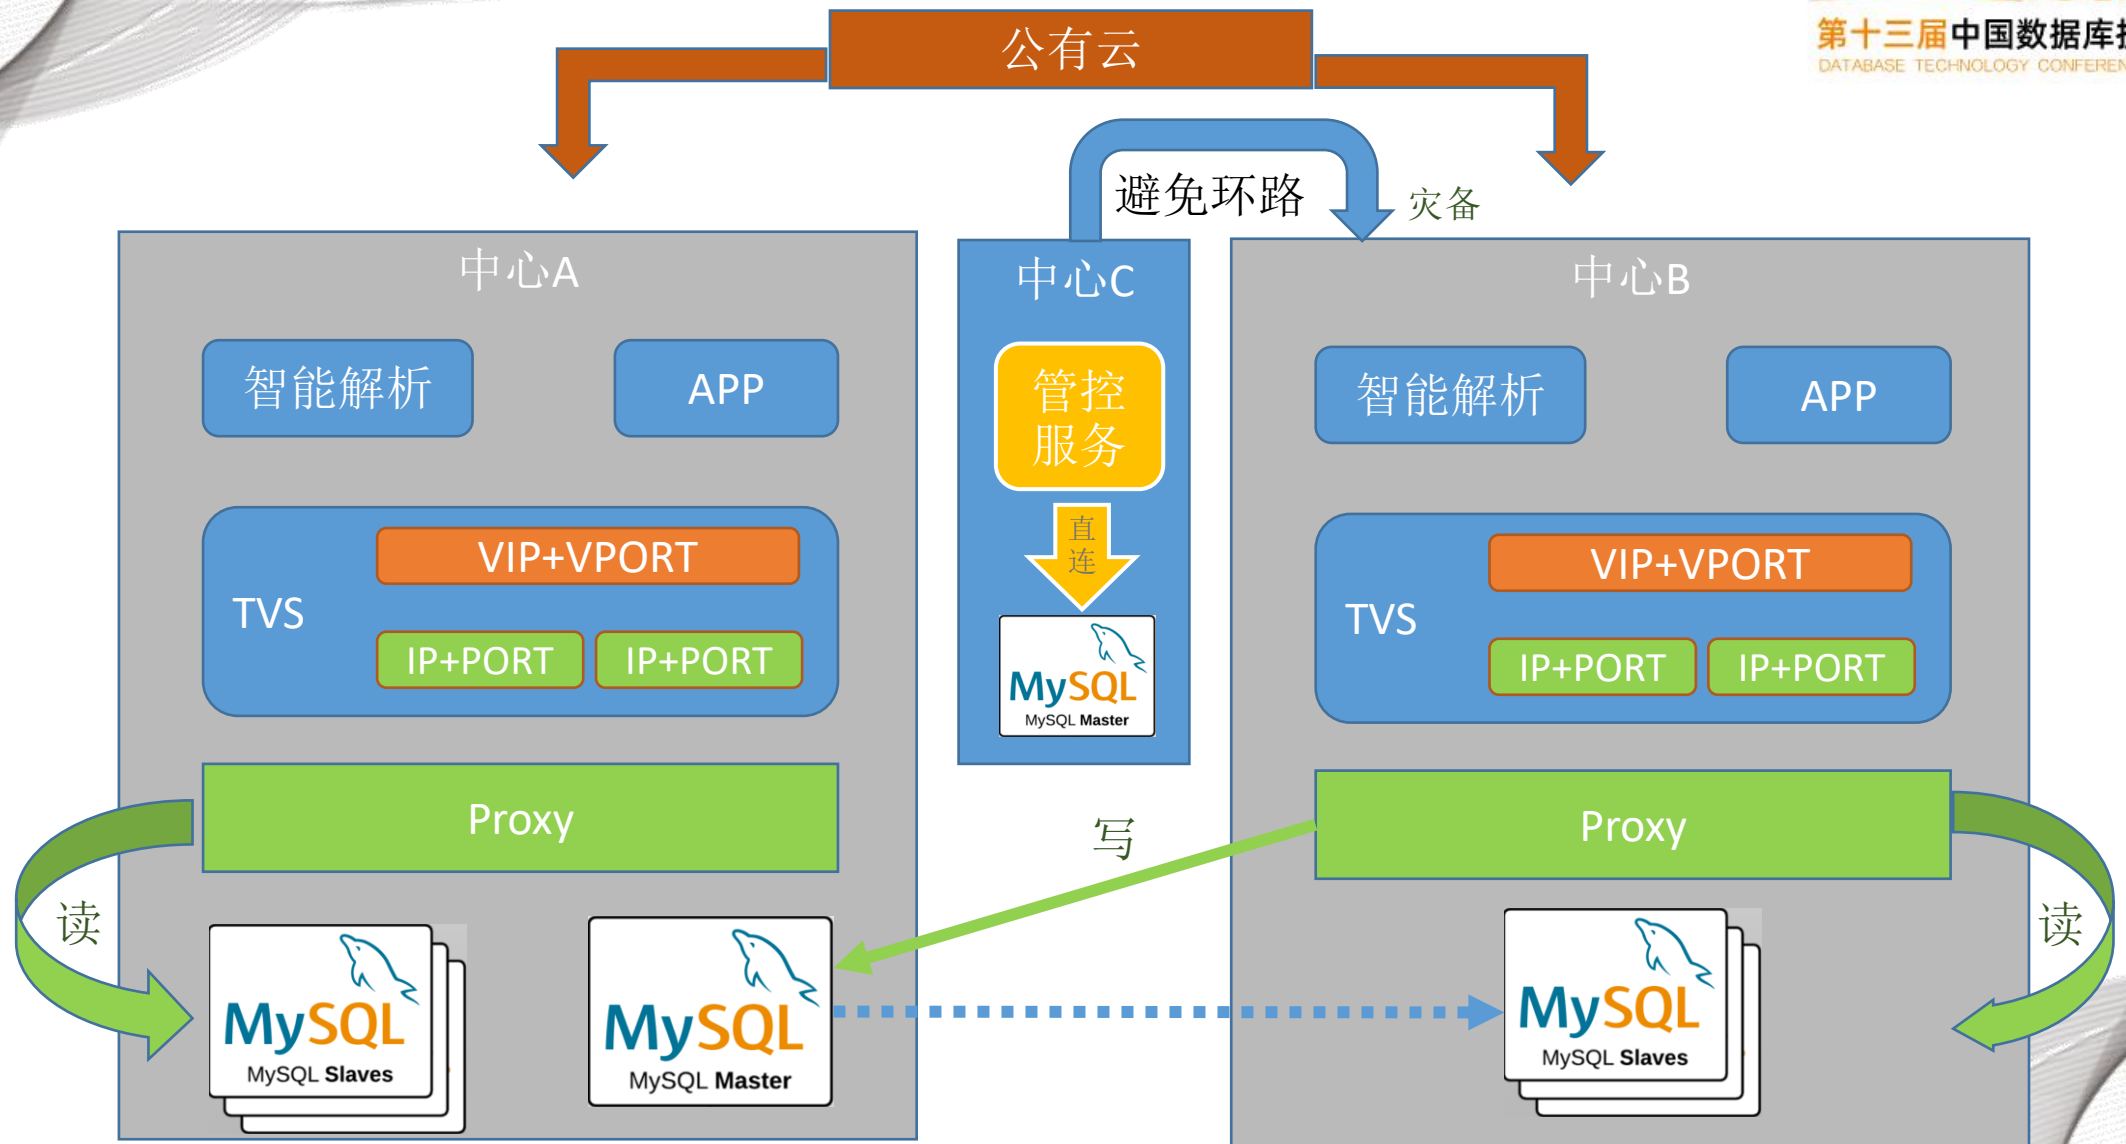 公有云
第十三届中国数据库技
DATABASE TECHNOLOGY CONFEREN
避免环路
灾备
中心A
中心C
中心B
智能解析
APP
管控
服务
智能解析
APP
直
连
VIP+VPORT
TVS
IP+PORT
IP+PORT
VIP+VPORT
TVS
IP+PORT
IP+PORT
MySQL
MySQL Master
Proxy
写
Proxy
读
读
MySQL
MySQL Slaves
MySQL
MySQL Master
MySQL
MySQL Slaves